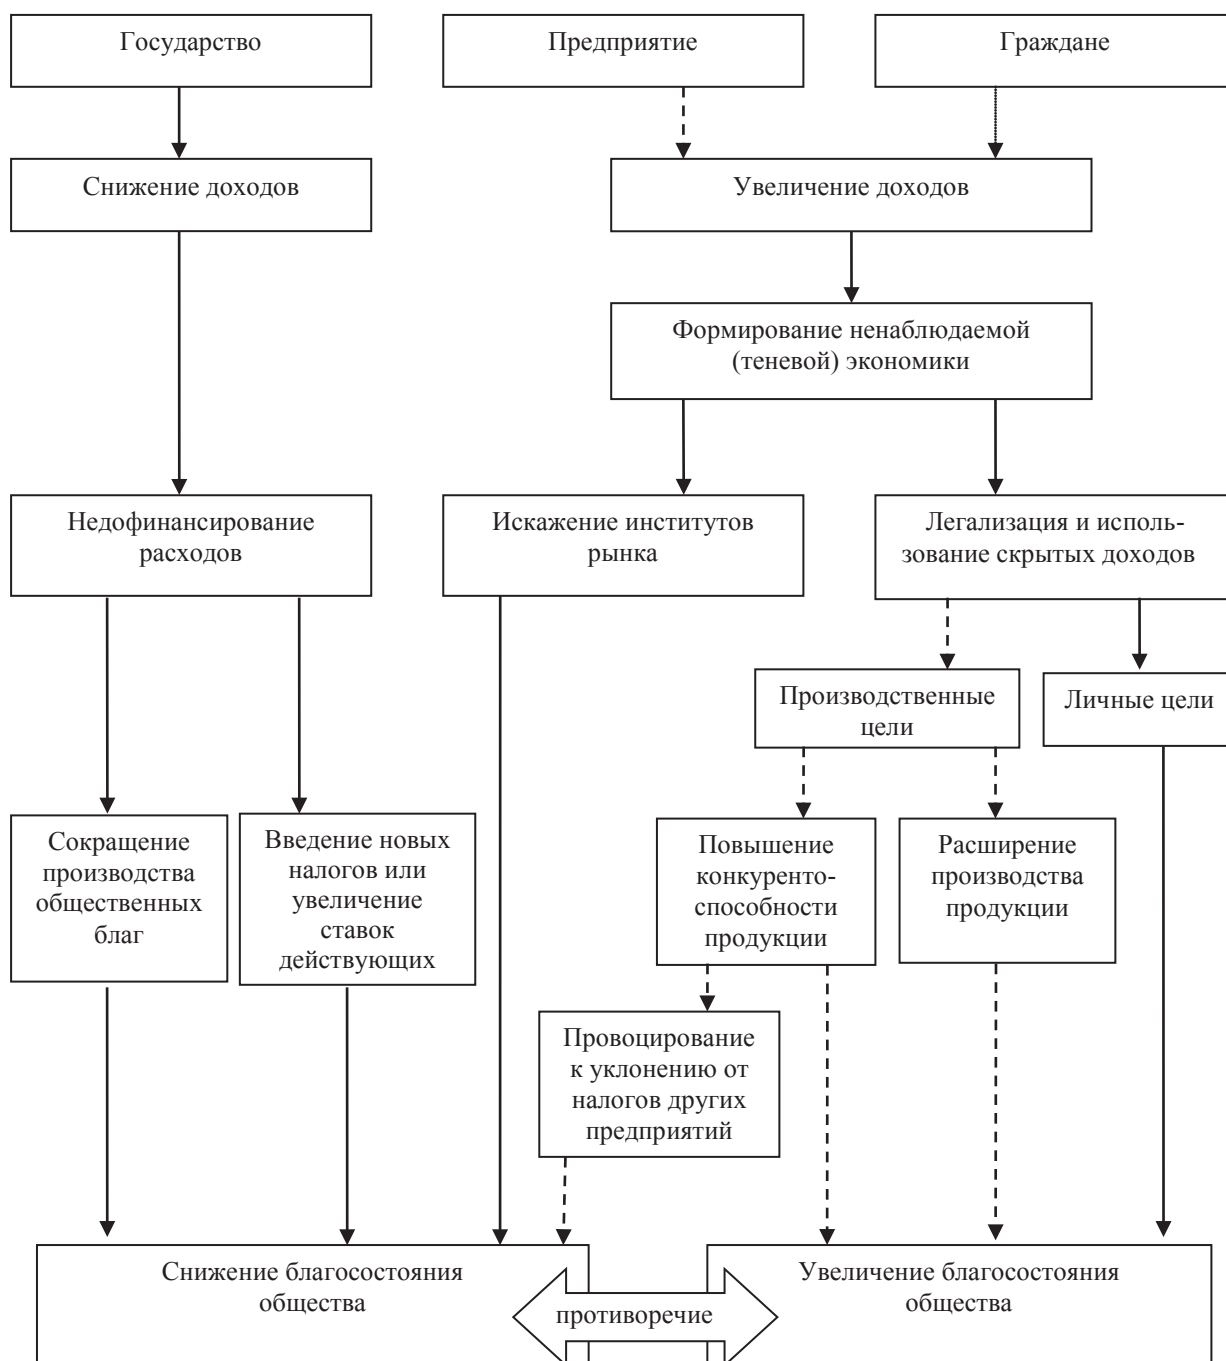 Государство
Предприятие
Граждане
Снижение доходов
Увеличение доходов
Формирование ненаблюдаемой
(теневой) экономики
Недофинансирование
расходов
Искажение институтов
рынка
Легализация и исполь-
зование скрытых доходов
Производственные
цели
Личные цели
Сокращение
производства
общественных
благ
Введение новых
налогов или
увеличение
ставок
действующих
Повышение
конкуренто-
способности
продукции
Расширение
производства
продукции
Провоцирование
к уклонению от
налогов других
предприятий
Снижение благосостояния
общества
противоречие
Увеличение благосостояния
общества